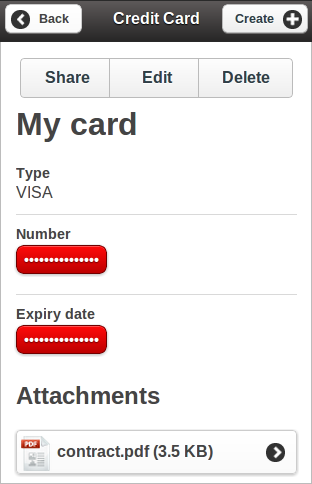 Back
Credit Card
Create
Share
Edit
Delete
My card
Type
VISA
Number
•••••••••••••••
Expiry date
•••••••••••••••
Attachments
PDF
contract.pdf (3.5 KB)